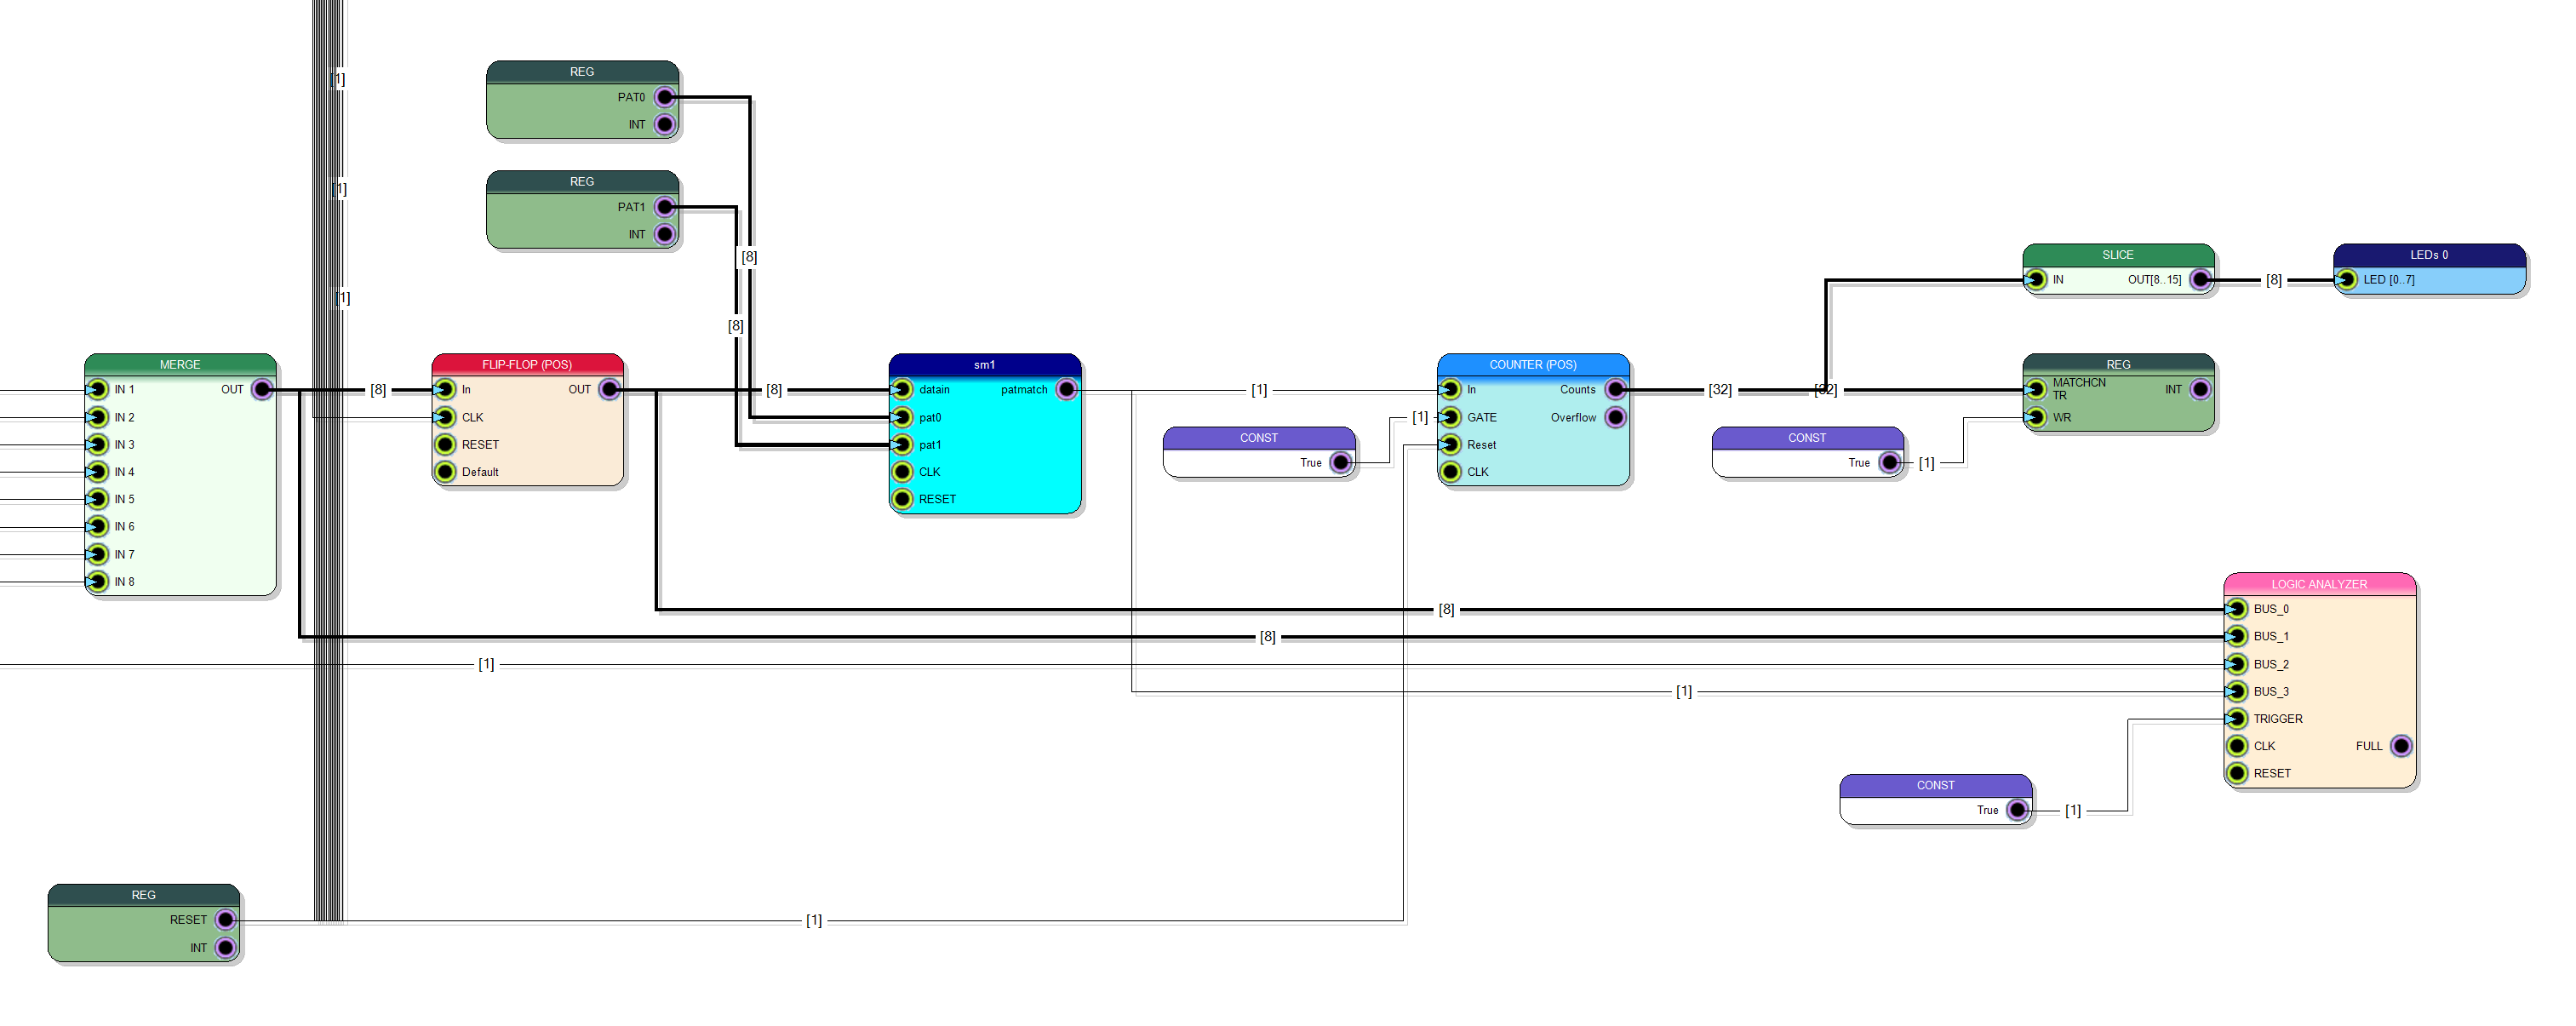 [1]
REG
PAT0
INT
REG
[1]
PAT1
INT
[8]
[1]
[8]
SLICE
IN OUT[8..15]
[8]
LEDs 0
LED [0..7]
MERGE
IN 1 OUT
IN 2
IN 3
IN 4
IN 5
IN 6
IN 7
IN 8
[8]
FLIP-FLOP (POS)
In OUT
CLK
RESET
Default
[8]
sm1
datain patmatch
pat0
pat1
CLK
RESET
[1]
CONST
True
[1]
COUNTER (POS)
In Counts
GATE Overflow
Reset
CLK
[32]
[32]
CONST
True
[1]
REG
MATCHCN
TR
INT
WR
[8]
[8]
[1]
[1]
LOGIC ANALYZER
BUS_0
BUS_1
BUS_2
BUS_3
TRIGGER
CLK FULL
RESET
CONST
True
[1]
REG
RESET
INT
[1]